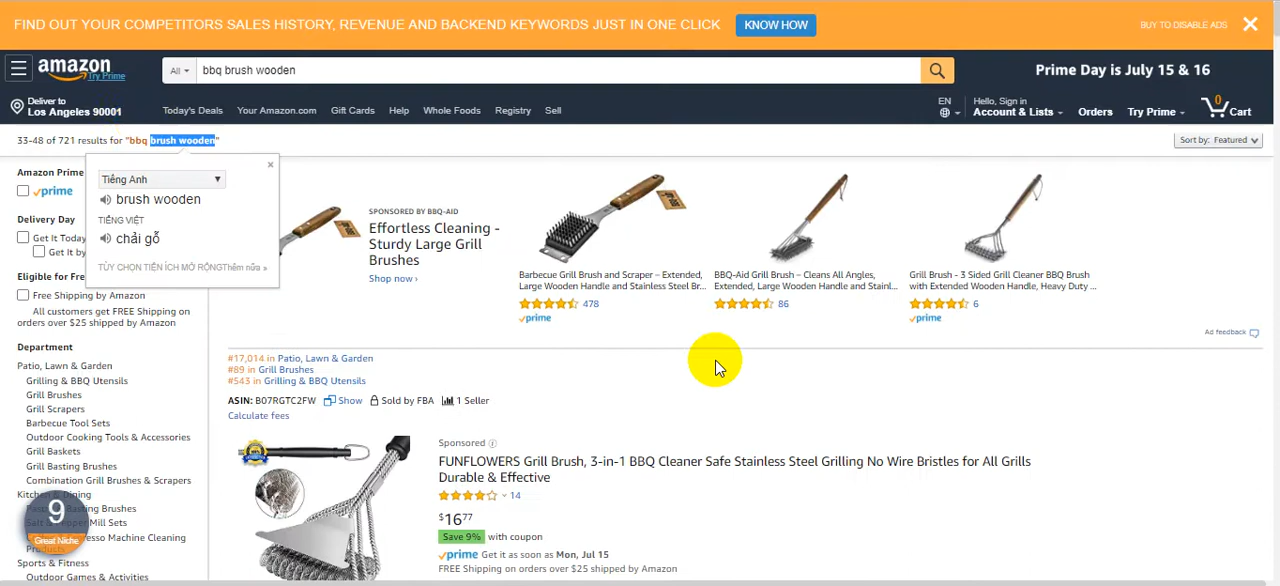 FIND OUT YOUR COMPETITORS SALES HISTORY, REVENUE AND BACKEND KEYWORDS JUST IN ONE CLICK KNOW HOW BUY TO DISABLE ADS
amazon Try Prime
All bbq brush wooden
Prime Day is July 15 & 16
Deliver to
Los Angeles 90001
Today's Deals Your Amazon.com Gift Cards Help Whole Foods Registry Sell
EN
Hello, Sign in
Account & Lists
Orders
Try Prime
0
Cart
33-48 of 721 results for "bbq brush wooden"
Sort by: Featured
Tiếng Anh
brush wooden
TIẾNG VIỆT
chải gỗ
TÙY CHỌN TIỆN ÍCH MỞ RỘNGThêm nữa »
Amazon Prime
prime
Delivery Day
Get It Today
Get It by
Eligible for Fre
Free Shipping by Amazon
All customers get FREE Shipping on
orders over $25 shipped by Amazon
Department
Patio, Lawn & Garden
Grilling & BBQ Utensils
Grill Brushes
Grill Scrapers
Barbecue Tool Sets
Outdoor Cooking Tools & Accessories
Grill Baskets
Grill Basting Brushes
Combination Grill Brushes & Scrapers
Kitchen & Dining
Brushes
Mill Sets
Machine Cleaning
Products
Sports & Fitness
Outdoor Games & Activities
9
Great Niche
SPONSORED BY BBQ-AID
Effortless Cleaning -
Sturdy Large Grill
Brushes
Shop now ›
Barbecue Grill Brush and Scraper – Extended,
Large Wooden Handle and Stainless Steel Br...
478
prime
BBQ-Aid Grill Brush – Cleans All Angles,
Extended, Large Wooden Handle and Stainl...
86
Grill Brush - 3 Sided Grill Cleaner BBQ Brush
with Extended Wooden Handle, Heavy Duty ...
6
prime
Ad feedback
#17,014 in Patio, Lawn & Garden
#89 in Grill Brushes
#543 in Grilling & BBQ Utensils
ASIN: B07RGTC2FW Show Sold by FBA 1 Seller
Calculate fees
Sponsored
FUNFLOWERS Grill Brush, 3-in-1 BBQ Cleaner Safe Stainless Steel Grilling No Wire Bristles for All Grills
Durable & Effective
14
$16 77
Save 9% with coupon
prime Get it as soon as Mon, Jul 15
FREE Shipping on orders over $25 shipped by Amazon